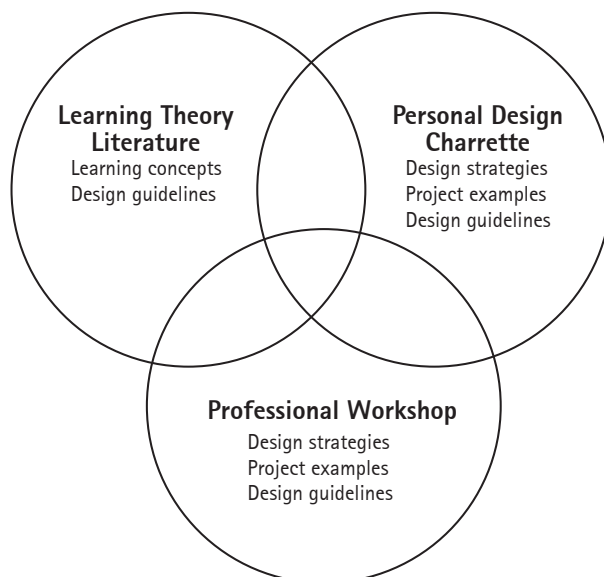 Learning Theory
Literature
Learning concepts
Design guidelines
Personal Design
Charrette
Design strategies
Project examples
Design guidelines
Professional Workshop
Design strategies
Project examples
Design guidelines